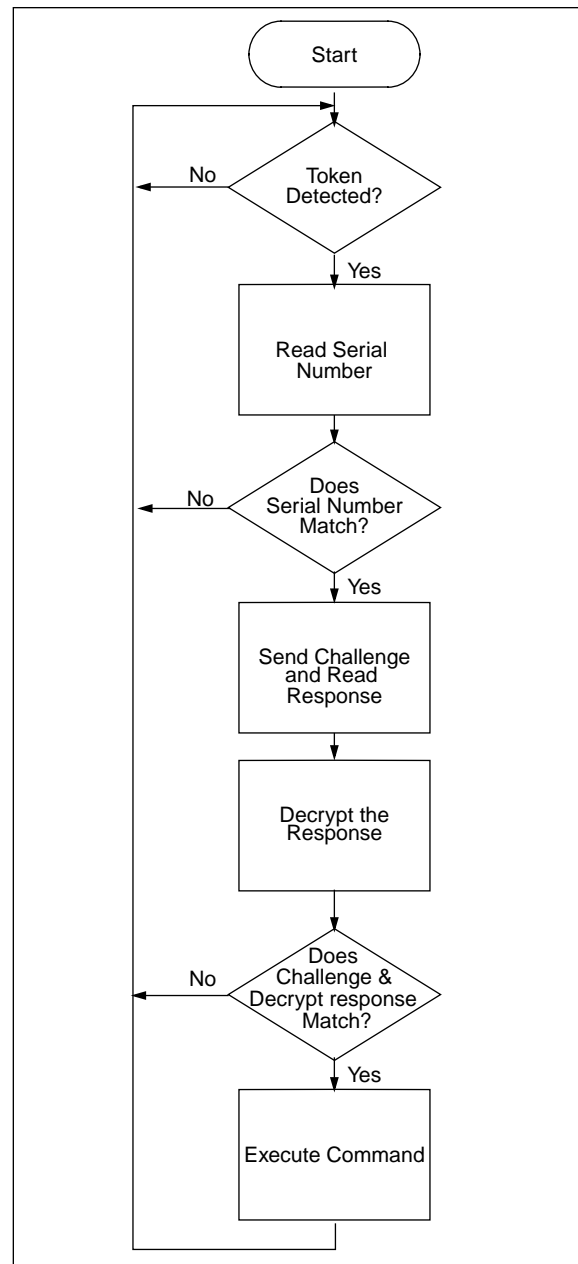 Start
Token
Detected?
No
Yes
Read Serial
Number
Does
Serial Number
Match?
No
Yes
Send Challenge
and Read
Response
Decrypt the
Response
Does
Challenge &
Decrypt response
Match?
No
Yes
Execute Command